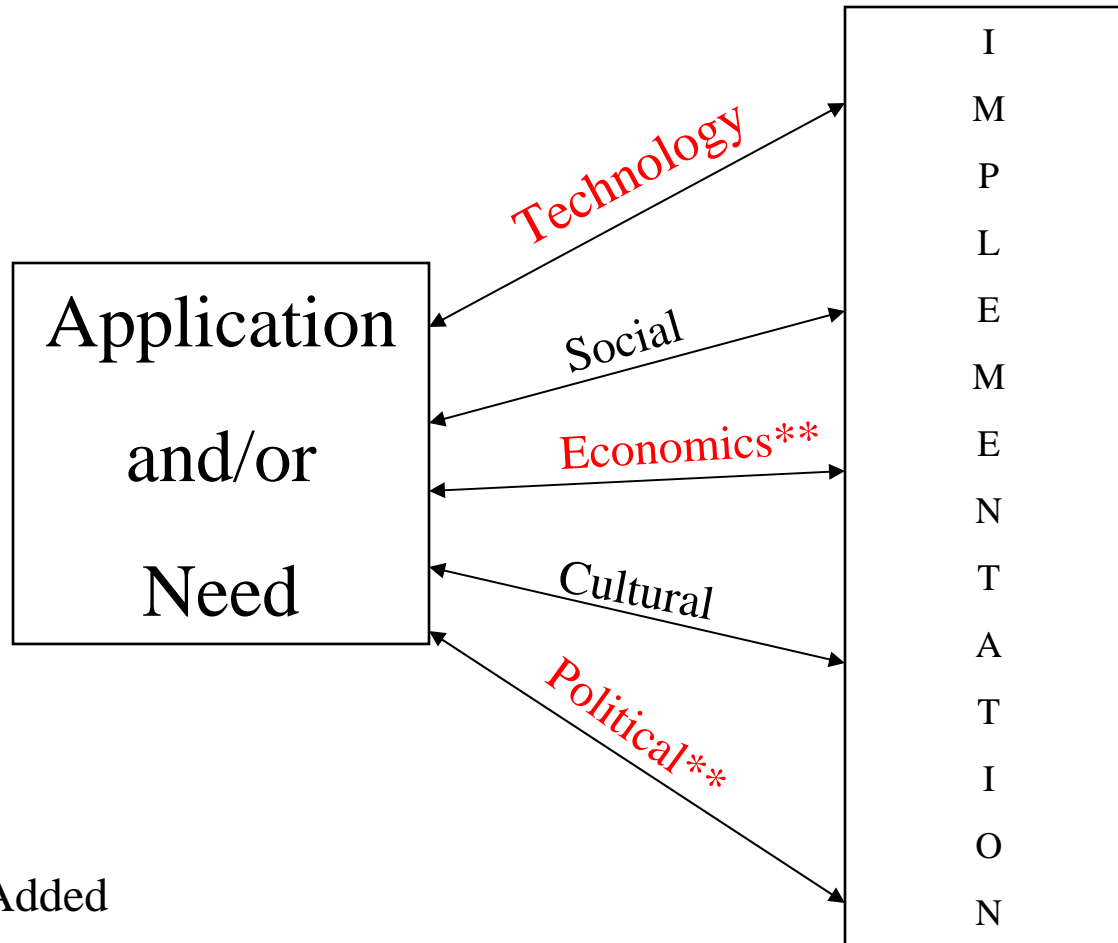 Application
and/or
Need
Technology
Social
Economics**
Cultural
Political**
I
M
P
L
E
M
E
N
T
A
T
I
O
N
Added